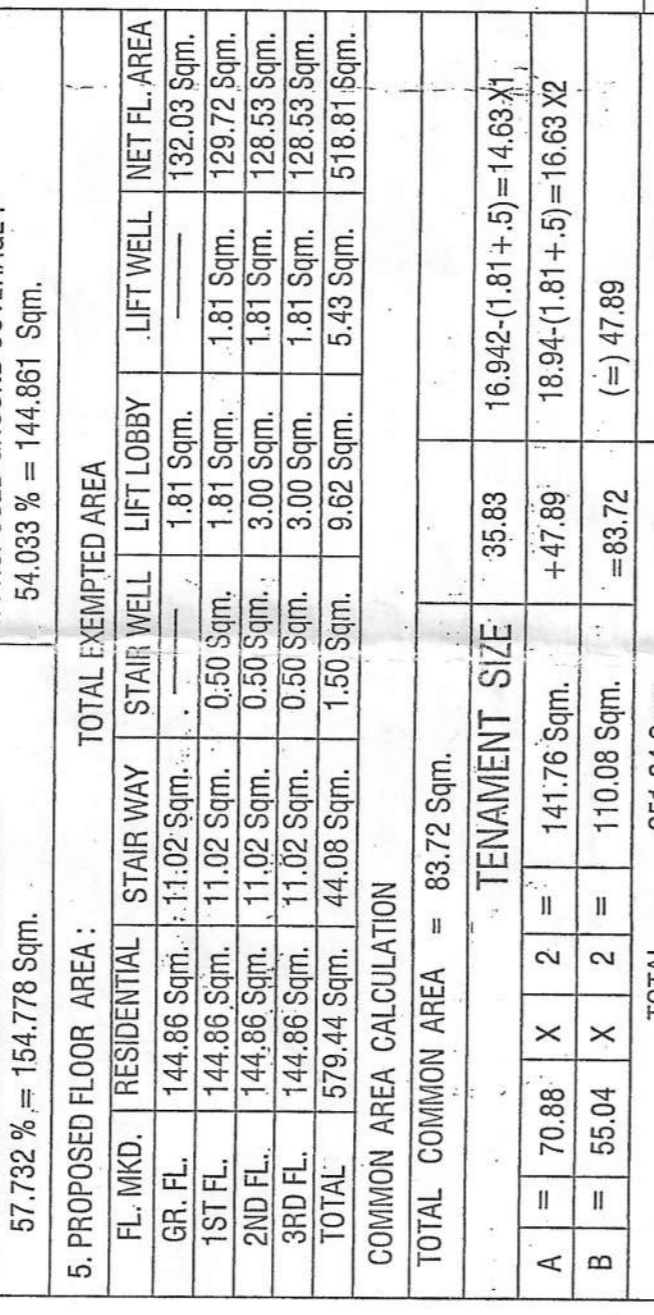 57.732 % = 154.778 Sqm.
54.033 % = 144.861 Sqm.
5. PROPOSED FLOOR AREA :
TOTAL EXEMPTED AREA
FL. MKD. RESIDENTIAL STAIR WAY STAIR WELL LIFT LOBBY LIFT WELL NET FL. AREA
GR. FL. 144.86 Sqm. 11.02 Sqm. —— 1.81 Sqm. —— 132.03 Sqm.
1ST FL. 144.86 Sqm. 11.02 Sqm. 0.50 Sqm. 1.81 Sqm. 1.81 Sqm. 129.72 Sqm.
2ND FL. 144.86 Sqm. 11.02 Sqm. 0.50 Sqm. 3.00 Sqm. 1.81 Sqm. 128.53 Sqm.
3RD FL. 144.86 Sqm. 11.02 Sqm. 0.50 Sqm. 3.00 Sqm. 1.81 Sqm. 128.53 Sqm.
TOTAL 579.44 Sqm. 44.08 Sqm. 1.50 Sqm. 9.62 Sqm. 5.43 Sqm. 518.81 Sqm.
COMMON AREA CALCULATION
TOTAL COMMON AREA = 83.72 Sqm.
TENAMENT SIZE 35.83 16.942-(1.81+.5)=14.63 X1
A = 70.88 X 2 = 141.76 Sqm. +47.89 18.94-(1.81+.5)=16.63 X2
B = 55.04 X 2 = 110.08 Sqm. =83.72 (=) 47.89
TOTAL